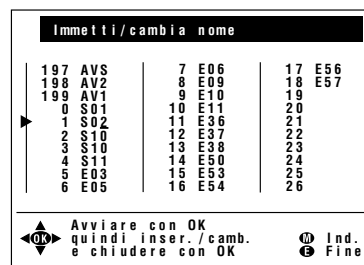 Immetti/cambia nome
197 AVS 7 E06 17 E56
198 AV2 8 E09 18 E57
199 AV1 9 E10 19
0 S01 10 E11 20
1 S02 11 E36 21
2 S10 12 E37 22
3 S10 13 E38 23
4 S11 14 E50 24
5 E03 15 E53 25
6 E05 16 E54 26
Avviare con OK
OK quindi inser./camb. M Ind.
e chiudere con OK E Fine